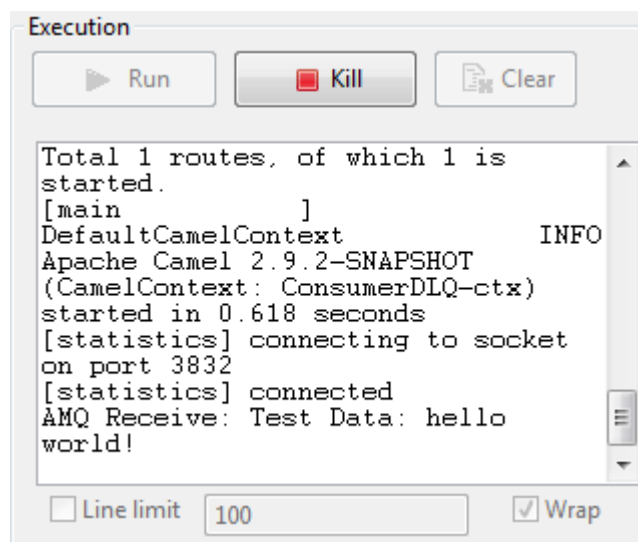 Execution
Run Kill Clear
Total 1 routes, of which 1 is
started.
[main ]
DefaultCamelContext INFO
Apache Camel 2.9.2-SNAPSHOT
(CamelContext: ConsumerDLQ-ctx)
started in 0.618 seconds
[statistics] connecting to socket
on port 3832
[statistics] connected
AMQ Receive: Test Data: hello
world!
Line limit 100 Wrap